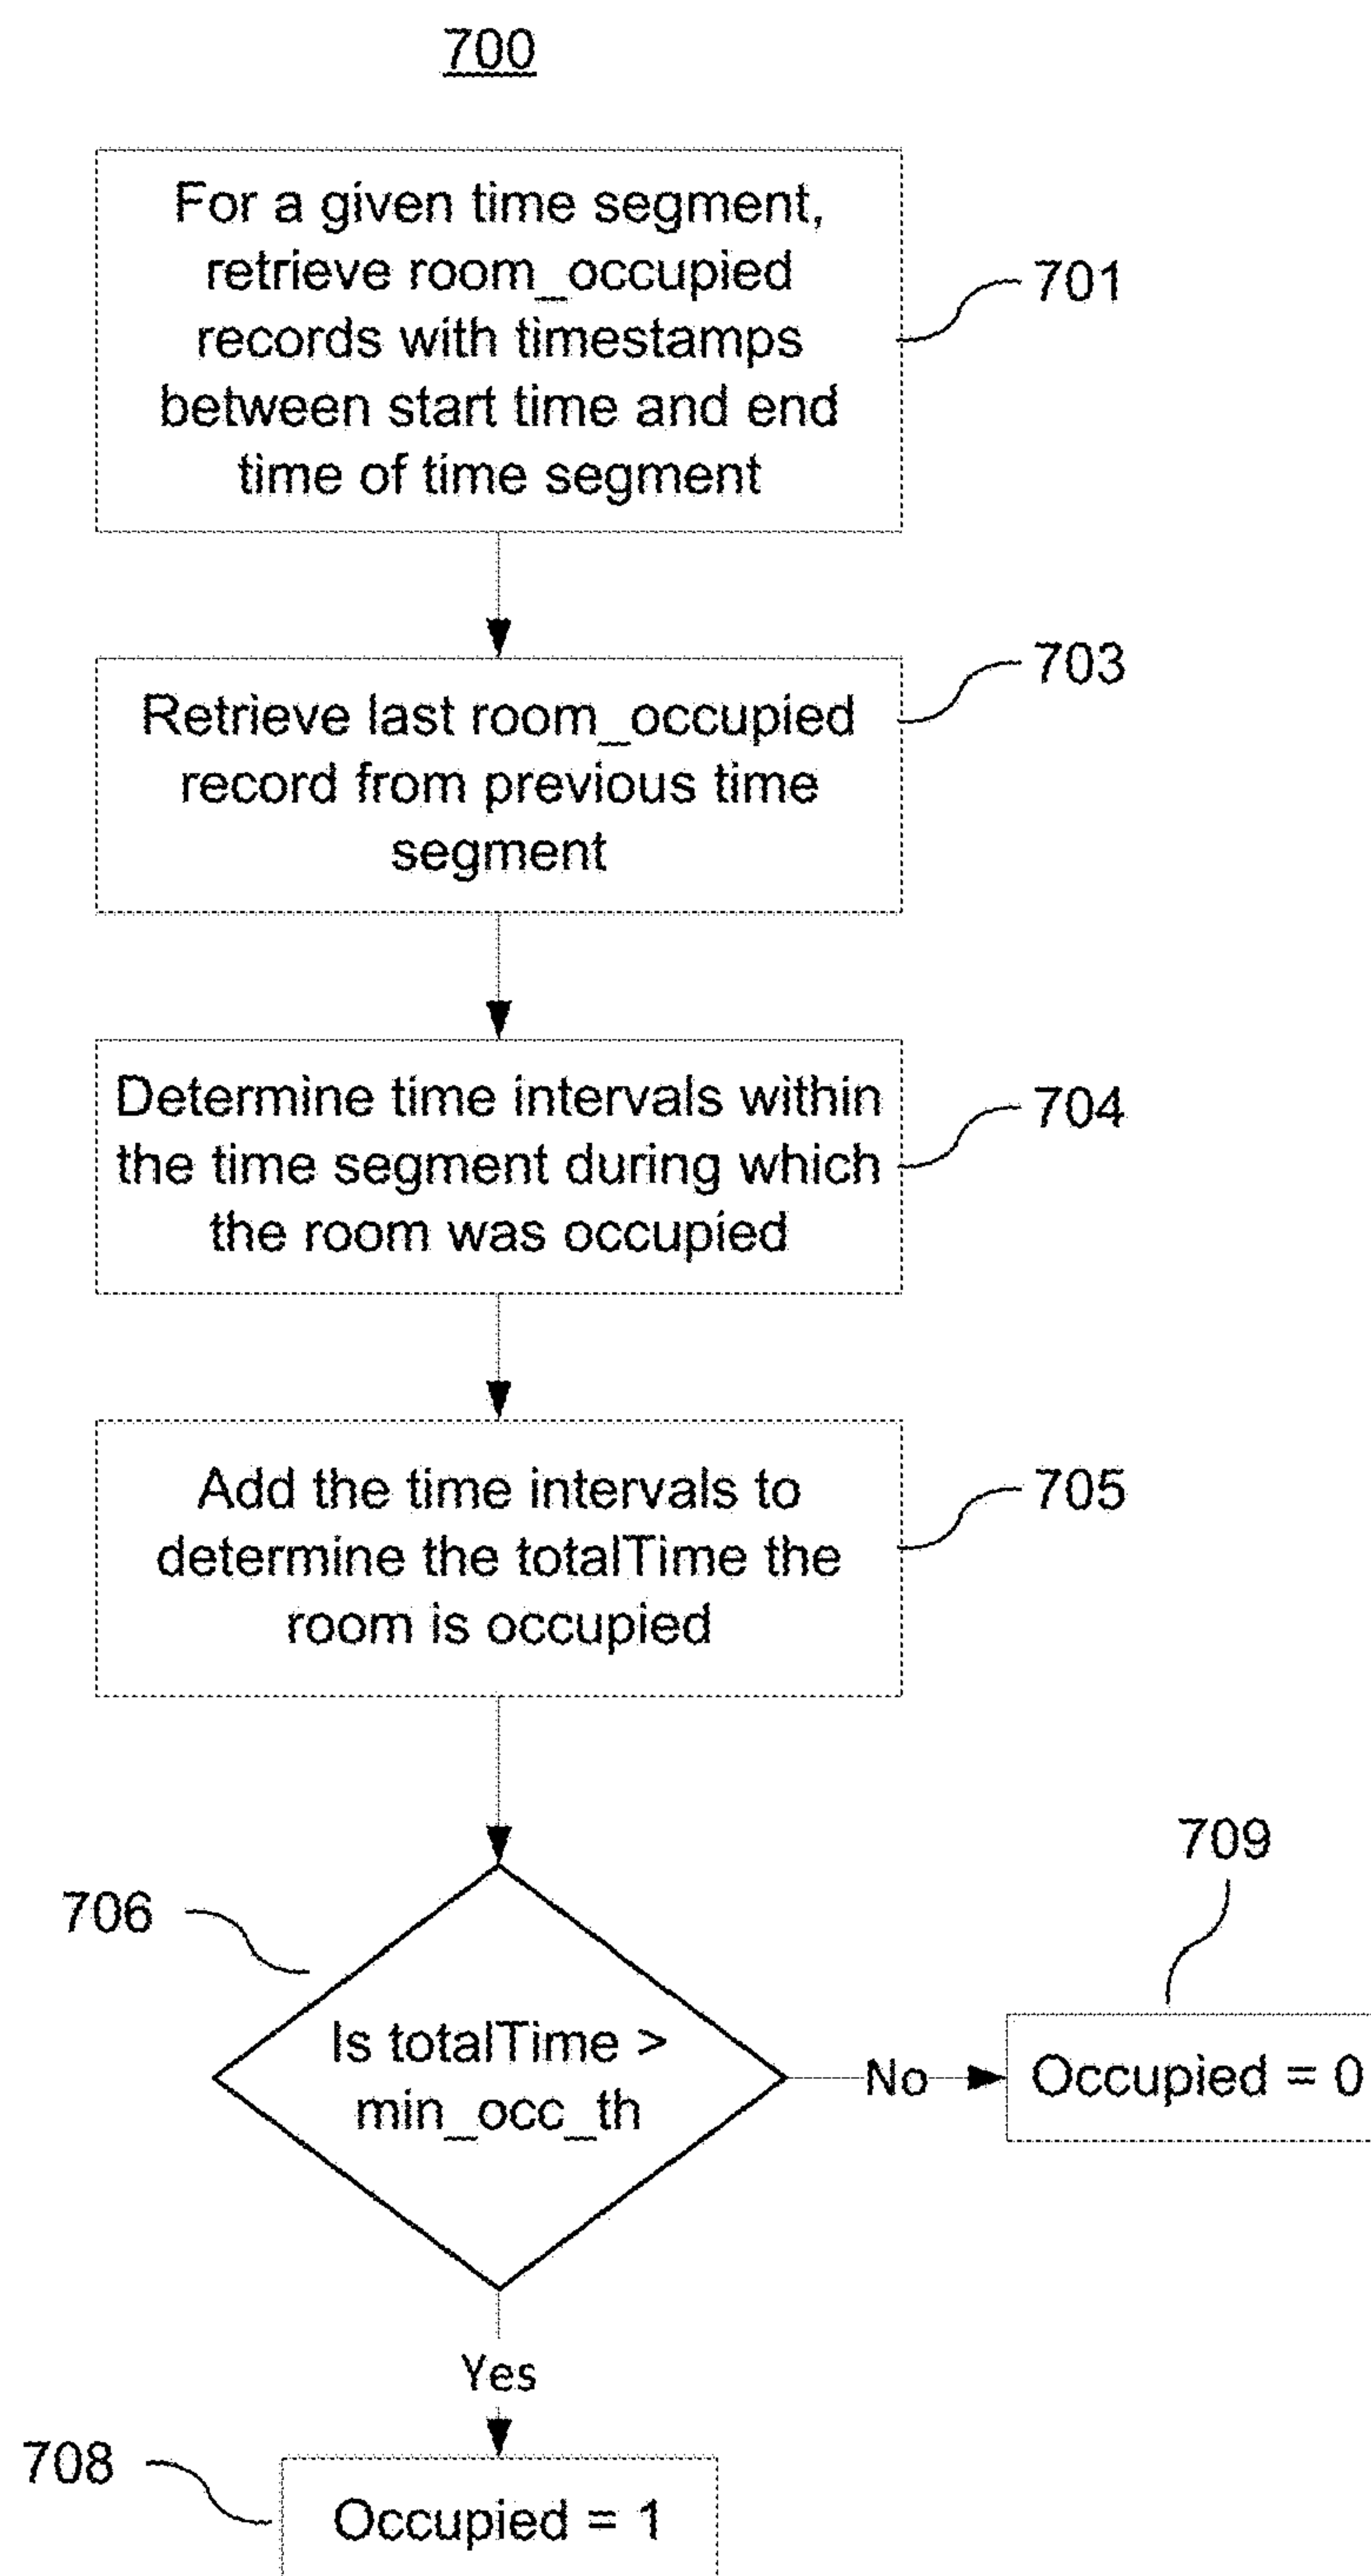 700
For a given time segment,
retrieve room_occupied
records with timestamps
between start time and end
time of time segment
701
Retrieve last room_occupied
record from previous time
segment
703
Determine time intervals within
the time segment during which
the room was occupied
704
Add the time intervals to
determine the totalTime the
room is occupied
705
706
Is totalTime >
min_occ_th
No
709
Occupied = 0
Yes
708
Occupied = 1